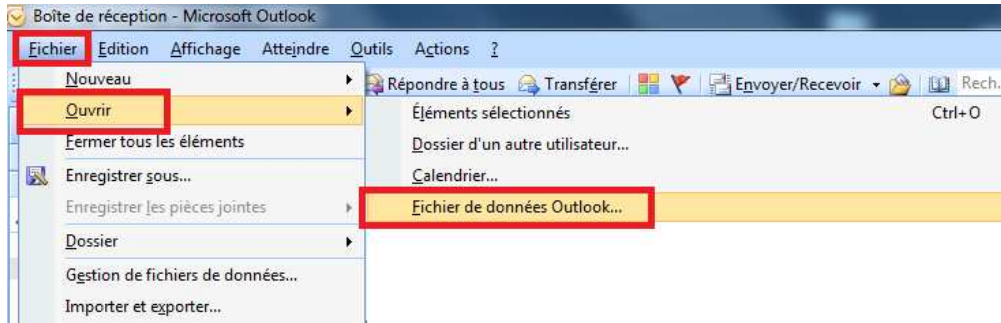 Boîte de réception - Microsoft Outlook
Fichier Edition Affichage Atteindre Outils Actions ?
Nouveau
Répondre à tous Transférer Envoyer/Recevoir Rech.
Ouvrir
Éléments sélectionnés Ctrl+O
Fermer tous les éléments
Dossier d'un autre utilisateur...
Enregistrer sous...
Calendrier...
Enregistrer les pièces jointes
Fichier de données Outlook...
Dossier
Gestion de fichiers de données...
Importer et exporter...